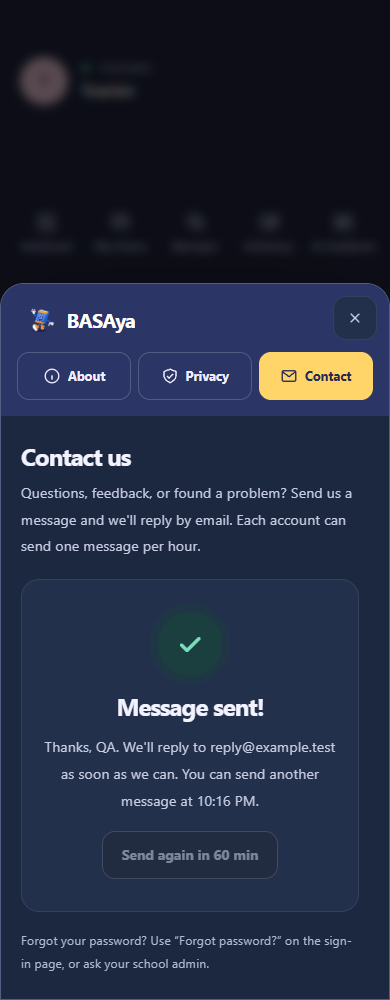 BASAya
About
Privacy
Contact
Contact us
Questions, feedback, or found a problem? Send us a
message and we'll reply by email. Each account can
send one message per hour.
Message sent!
Thanks, QA. We'll reply to reply@example.test
as soon as we can. You can send another
message at 10:16 PM.
Send again in 60 min
Forgot your password? Use “Forgot password?” on the sign-
in page, or ask your school admin.